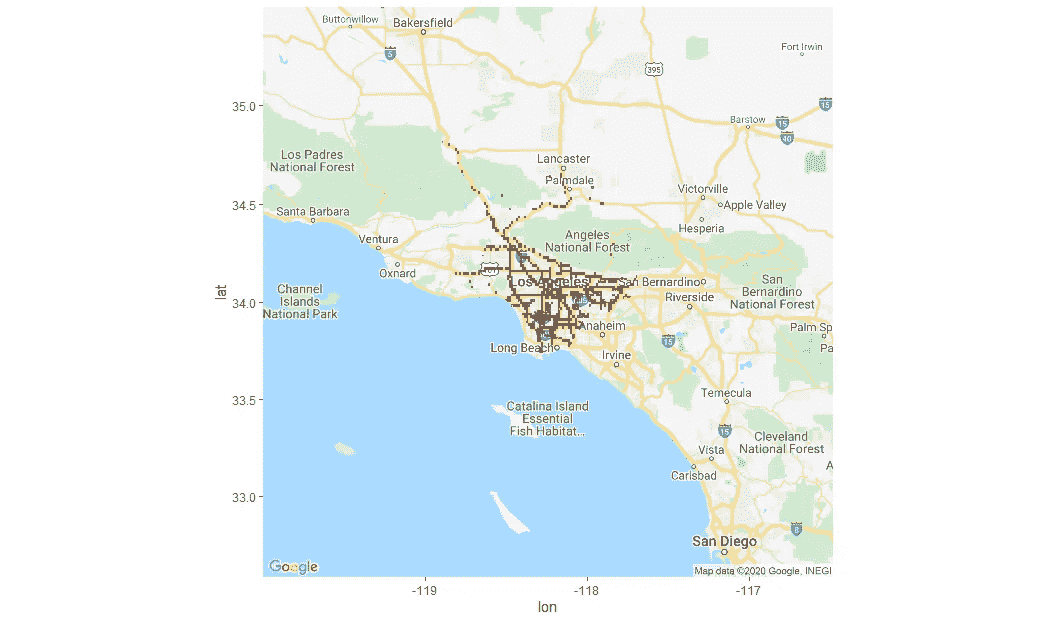 Buttonwillow
Bakersfield
5
Fort Irwin
395
35.0
15
Barstow
15
40
Los Padres
National Forest
Lancaster
Palmdale
34.5
Victorville
Apple Valley
Santa Barbara
Hesperia
Ventura
Angeles
National Forest
Oxnard
Los Angeles
San Bernardino
San
Bernardino
National Forest
Channel
Islands
National Park
Riverside
34.0
lat
Anaheim
Palm Sp
Long Beach
15
Pa
Irvine
33.5
Temecula
Catalina Island
Essential
Fish Habitat...
15
Cleveland
National Forest
Vista
A
Carlsbad
33.0
8
San Diego
Google
Map data ©2020 Google, INEGI
-119
-118
-117
lon